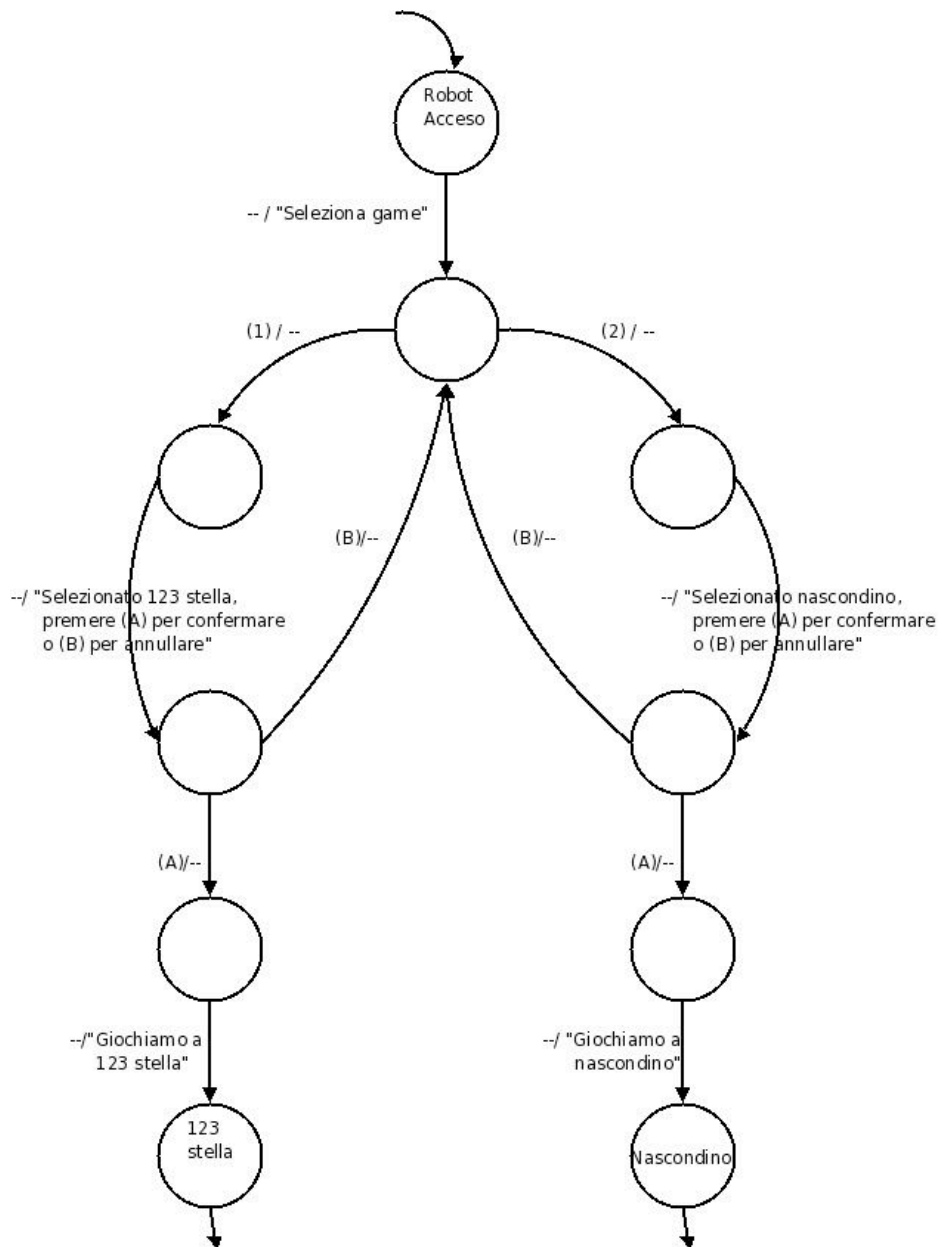 Robot
Acceso
-- / "Seleziona game"
(1) / --
(2) / --
(B)/--
(B)/--
--/ "Selezionato 123 stella,
premere (A) per confermare
o (B) per annullare"
--/ "Selezionato nascondino,
premere (A) per confermare
o (B) per annullare"
(A)/--
(A)/--
--/"Giochiamo a
123 stella"
--/ "Giochiamo a
nascondino"
123
stella
Nascondino